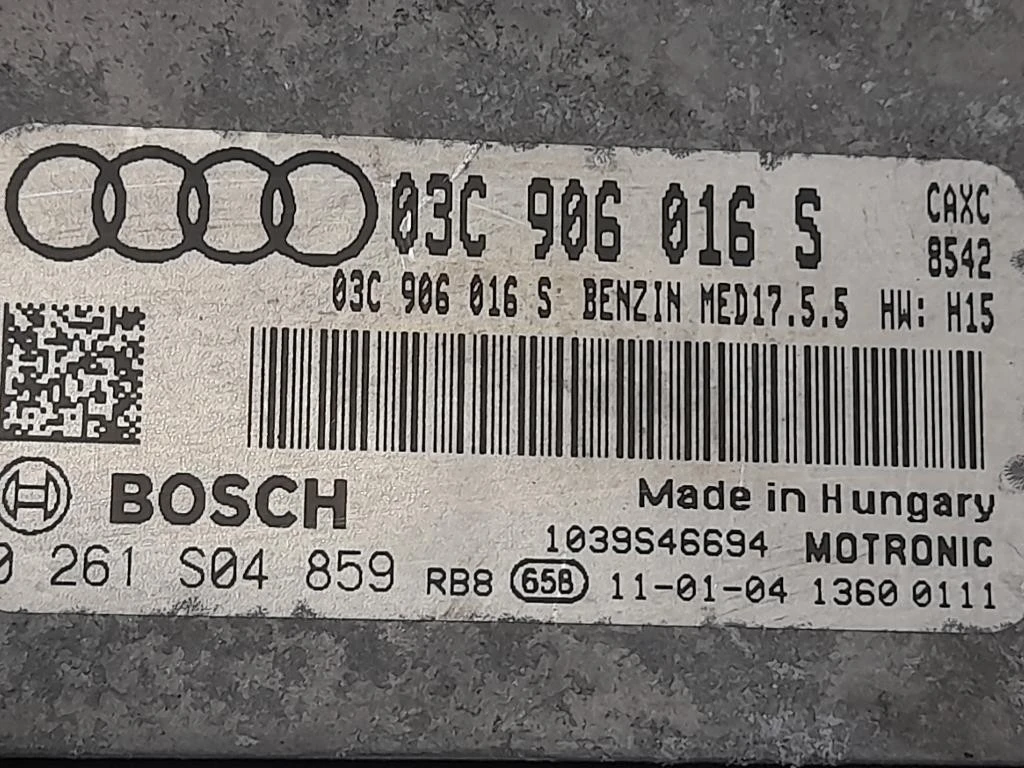 03C 906 016 S
CAXC
8542
03C 906 016 S BENZIN MED17.5.5 HW: H15
BOSCH
Made in Hungary
1039S46694 MOTRONIC
0 261 S04 859
RB8 658 11-01-04 1360 0111